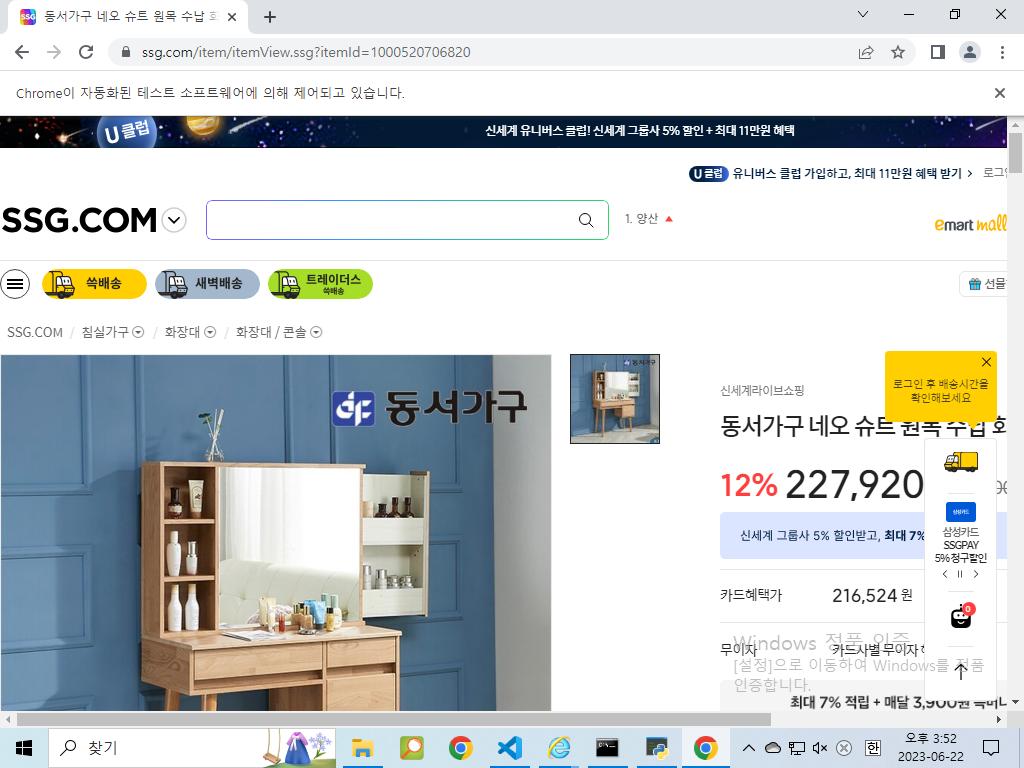 동서가구 네오 슈트 원목 수납 화
ssg.com/item/itemView.ssg?itemId=1000520706820
Chrome이 자동화된 테스트 소프트웨어에 의해 제어되고 있습니다.
U클럽
신세계 유니버스 클럽! 신세계 그룹사 5% 할인 + 최대 11만원 혜택
U클럽 유니버스 클럽 가입하고, 최대 11만원 혜택 받기 >
SSG.COM
1. 양산
emart mall
쓱배송
새벽배송
트레이더스
쓱배송
선물
SSG.COM / 침실가구 / 화장대 / 화장대 / 콘솔
동서가구
로그인 후 배송시간을
확인해보세요
신세계라이브쇼핑
동서가구 네오 슈트 원목 수납 화
12% 227,920
삼성카드
삼성카드
SSGPAY
5% 청구할인
신세계 그룹사 5% 할인받고, 최대 7%
카드혜택가 216,524 원
0
무이자 카드사별 무이자
Windows 정품 인증
[설정]으로 이동하여 Windows를 정품
인증합니다.
최대 7% 적립 + 매달 3,900원 쓱머니
찾기
한
오후 3:52
2023-06-22